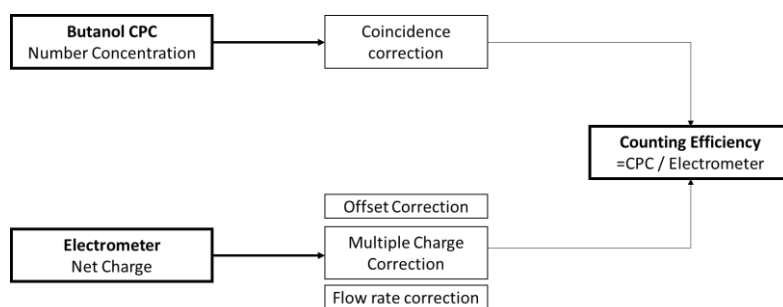 Butanol CPC
Number Concentration
Coincidence
correction
Counting Efficiency
=CPC / Electrometer
Offset Correction
Electrometer
Net Charge
Multiple Charge
Correction
Flow rate correction